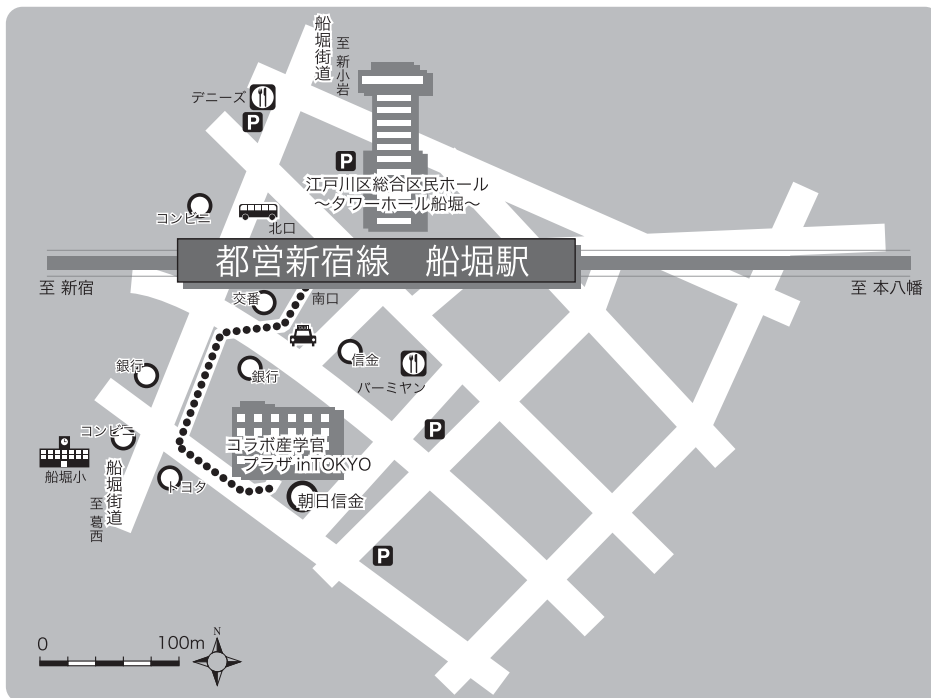 船堀街道
至 新小岩
デニーズ
P
P
江戸川区総合区民ホール
～タワーホール船堀～
コンビニ
北口
都営新宿線　船堀駅
至 新宿
至 本八幡
交番
南口
TAXI
銀行
銀行
信金
バーミヤン
P
コンビニ
コラボ産学官
プラザ inTOKYO
船堀小
船堀街道
至 葛西
トヨタ
朝日信金
P
0
100m
N